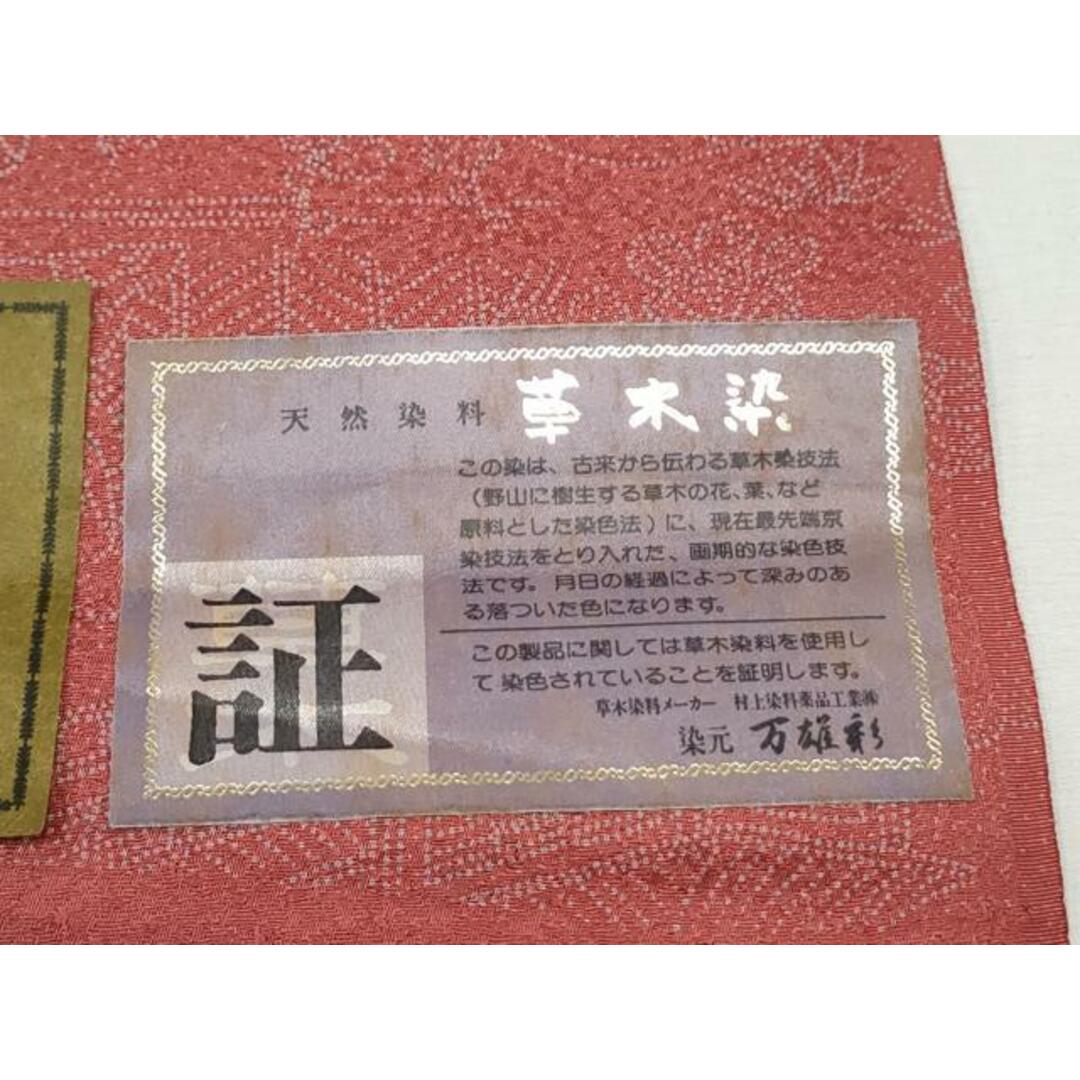 天然染料 草木染
この染は、古来から伝わる草木染技法
(野山に樹生する草木の花、葉、など
原料とした染色法)に、現在最先端京
染技法をとり入れた、画期的な染色技
法です。月日の経過によって深みのあ
る落ついた色になります。
証
この製品に関しては草木染料を使用し
て染色されていることを証明します。
草木染料メーカー 村上染料薬品工業㈱
染元 万雄彩